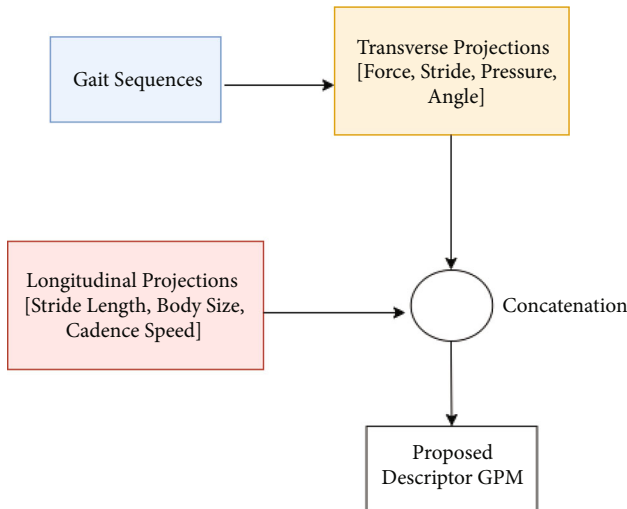 Gait Sequences
Transverse Projections
[Force, Stride, Pressure,
Angle]
Longitudinal Projections
[Stride Length, Body Size,
Cadence Speed]
Concatenation
Proposed
Descriptor GPM